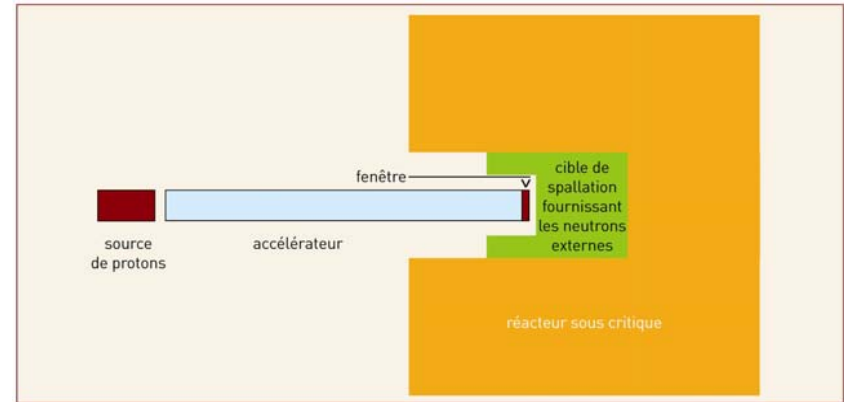 fenêtre
cible de
spallation
fournissant
les neutrons
externes
source
de protons
accélérateur
réacteur sous critique